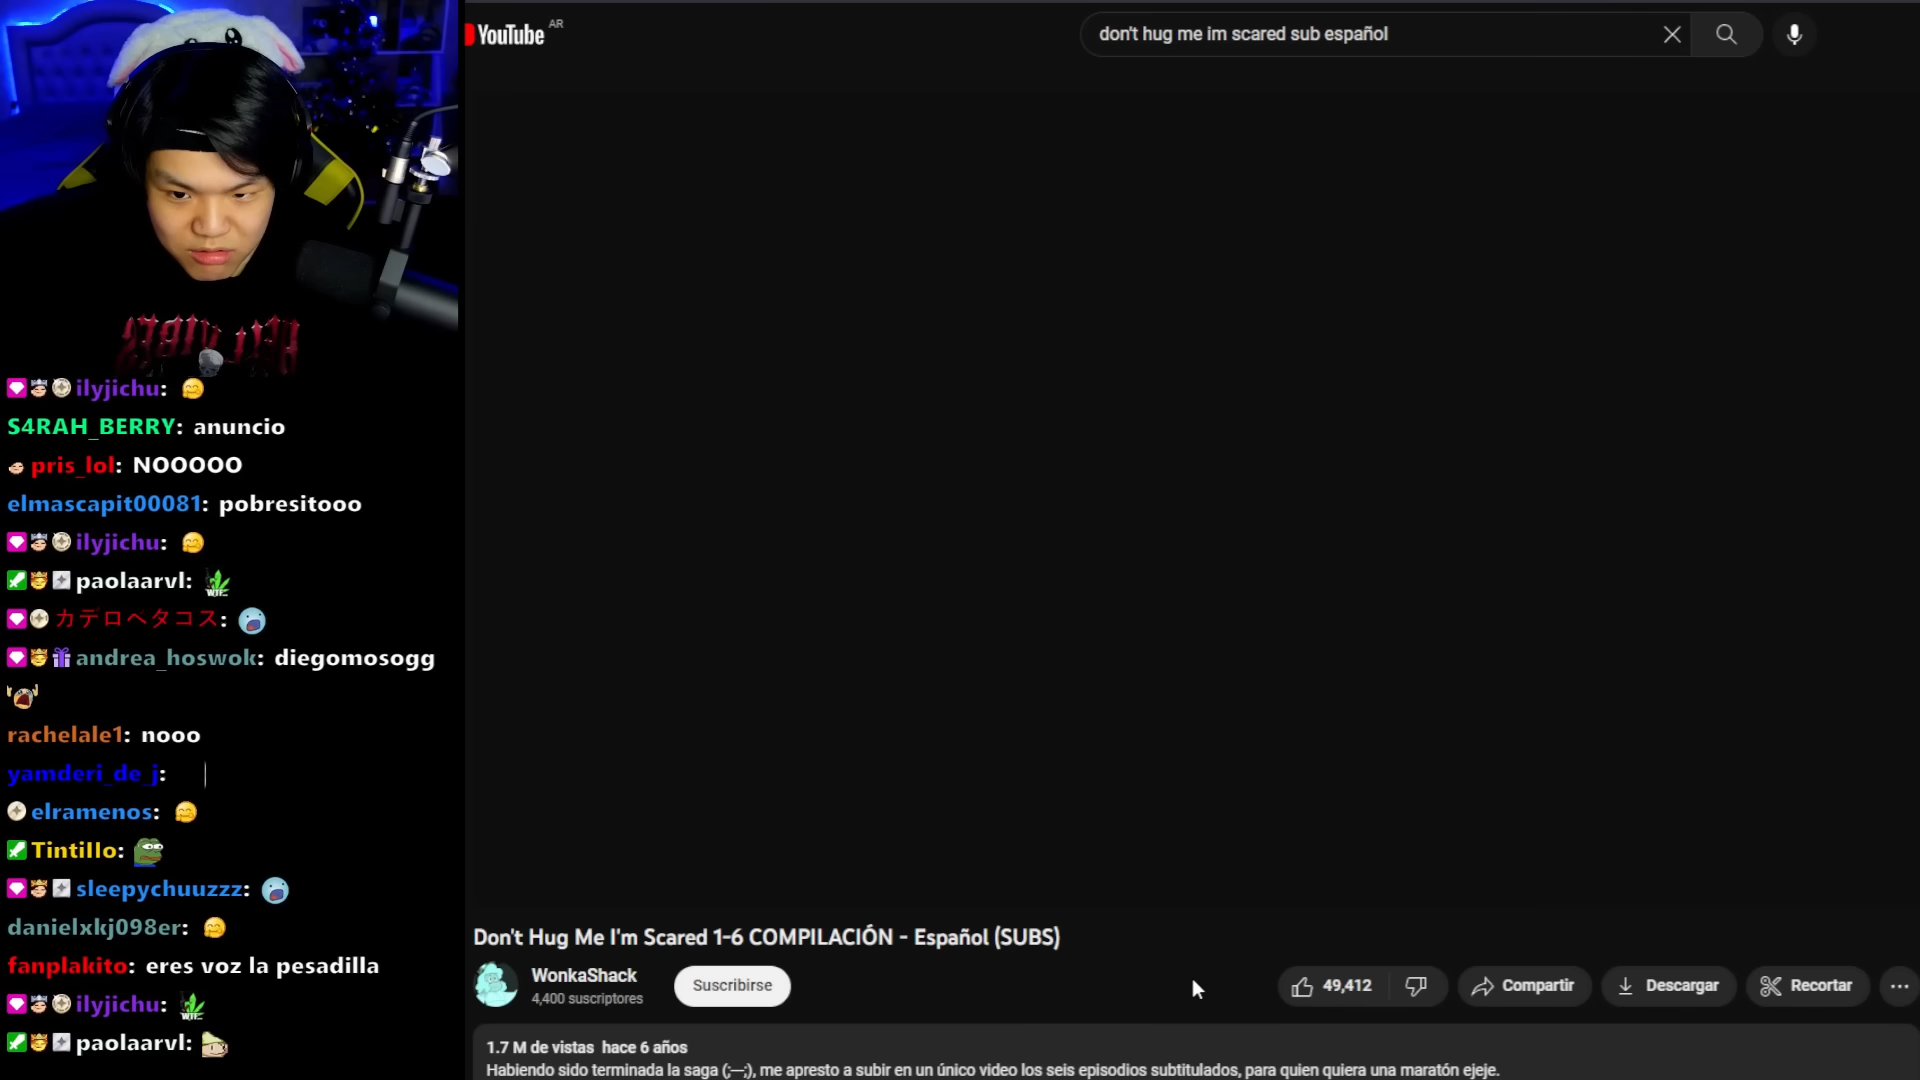 YouTube AR
don't hug me im scared sub español
ilyjichu:
S4RAH_BERRY: anuncio
pris_lol: NOOOOO
elmascapit00081: pobresitooo
ilyjichu:
paolaarvl: WTF
カデロペタコス:
andrea_hoswok: diegomosogg
rachelale1: nooo
yamderi_de_j:
elramenos:
Tintillo:
sleepychuuzzz:
danielxkj098er:
fanplakito: eres voz la pesadilla
ilyjichu: WTF
paolaarvl:
Don't Hug Me I'm Scared 1-6 COMPILACIÓN - Español (SUBS)
WonkaShack
4,400 suscriptores
Suscribirse
49,412
Compartir
Descargar
Recortar
1.7 M de vistas hace 6 años
Habiendo sido terminada la saga (;—;), me apresto a subir en un único video los seis episodios subtitulados, para quien quiera una maratón ejeje.